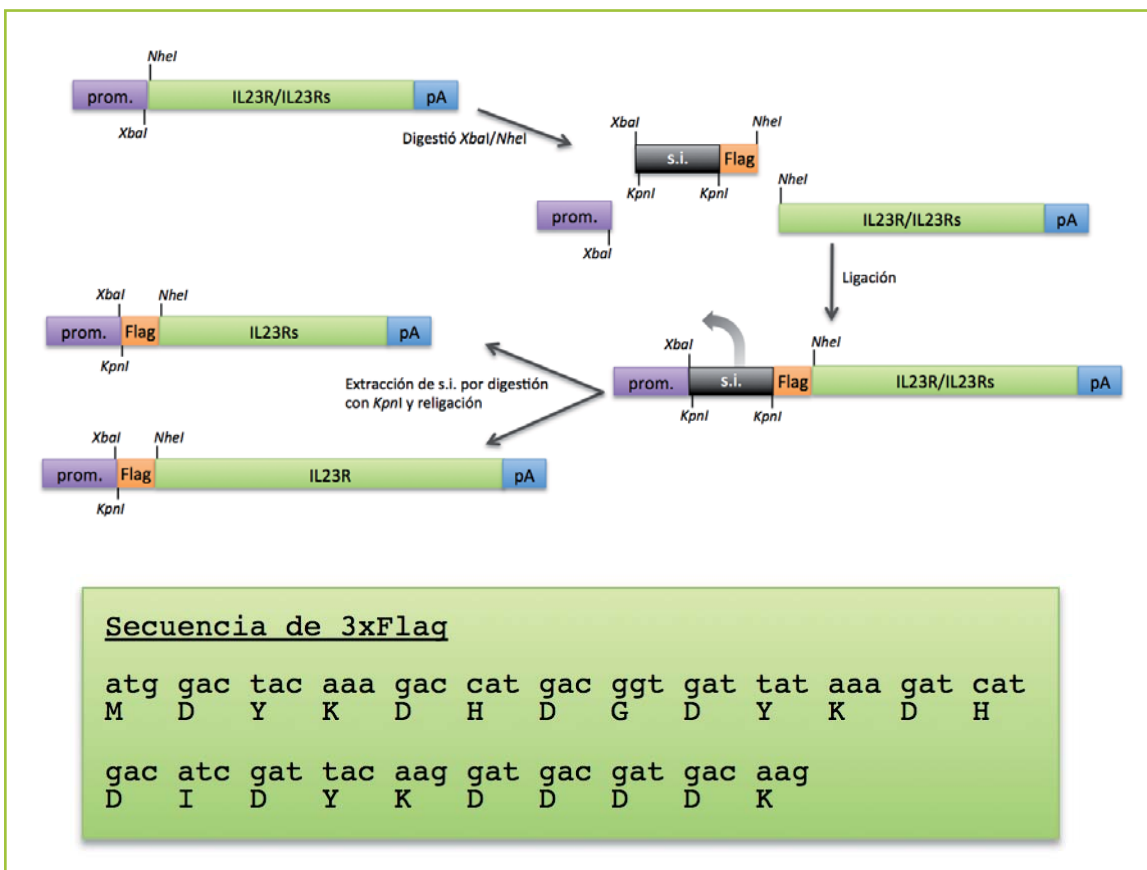 NheI
prom. IL23R/IL23Rs pA
XbaI
Digestió XbaI/NheI
XbaI NheI
s.i. Flag
KpnI KpnI
NheI
prom. IL23R/IL23Rs pA
XbaI
Ligación
XbaI NheI
prom. Flag IL23Rs pA
KpnI
XbaI NheI
prom. s.i. Flag IL23R/IL23Rs pA
KpnI KpnI
Extracción de s.i. por digestión
con KpnI y religación
XbaI NheI
prom. Flag IL23R pA
KpnI
Secuencia de 3xFlag
atg gac tac aaa gac cat gac ggt gat tat aaa gat cat
M D Y K D H D G D Y K D H
gac atc gat tac aag gat gac gat gac aag
D I D Y K D D D D K